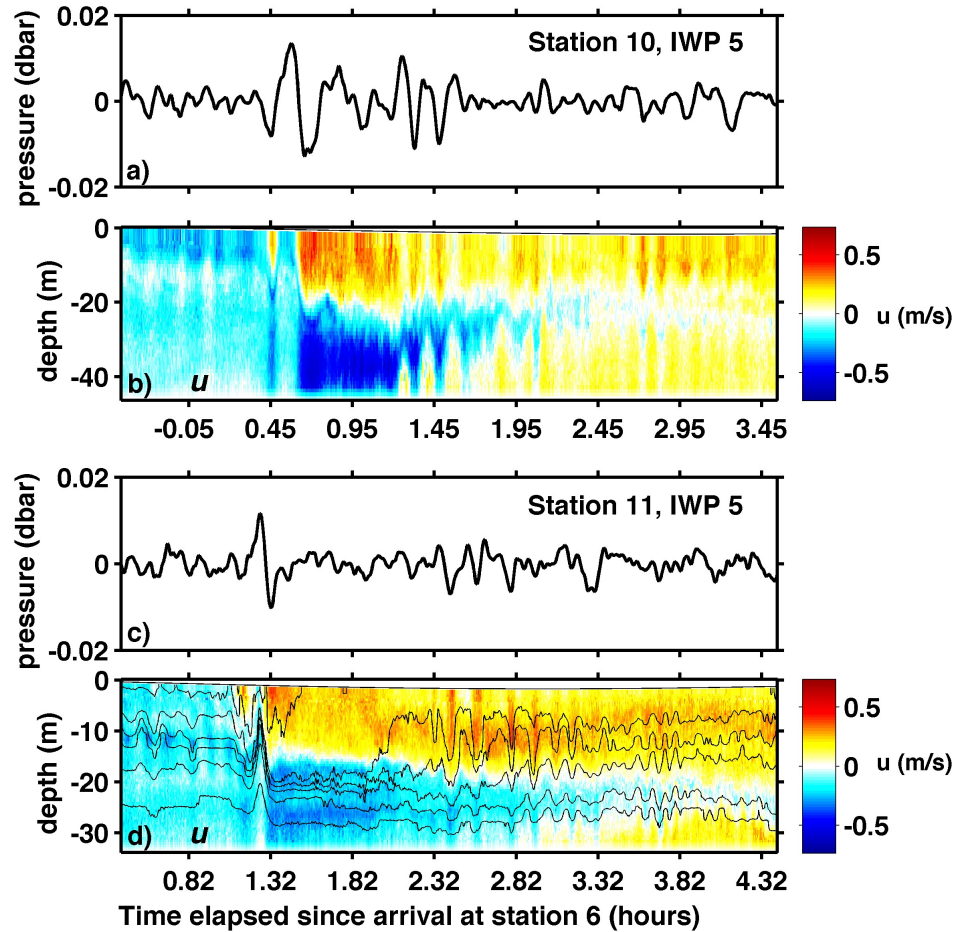 0.02
Station 10, IWP 5
pressure (dbar)
0
a)
-0.02
0
depth (m)
-20
-40
b) u
0.5
0 u (m/s)
-0.5
-0.05 0.45 0.95 1.45 1.95 2.45 2.95 3.45
0.02
Station 11, IWP 5
pressure (dbar)
0
c)
-0.02
0
depth (m)
-10
-20
-30
d) u
0.5
0 u (m/s)
-0.5
0.82 1.32 1.82 2.32 2.82 3.32 3.82 4.32
Time elapsed since arrival at station 6 (hours)